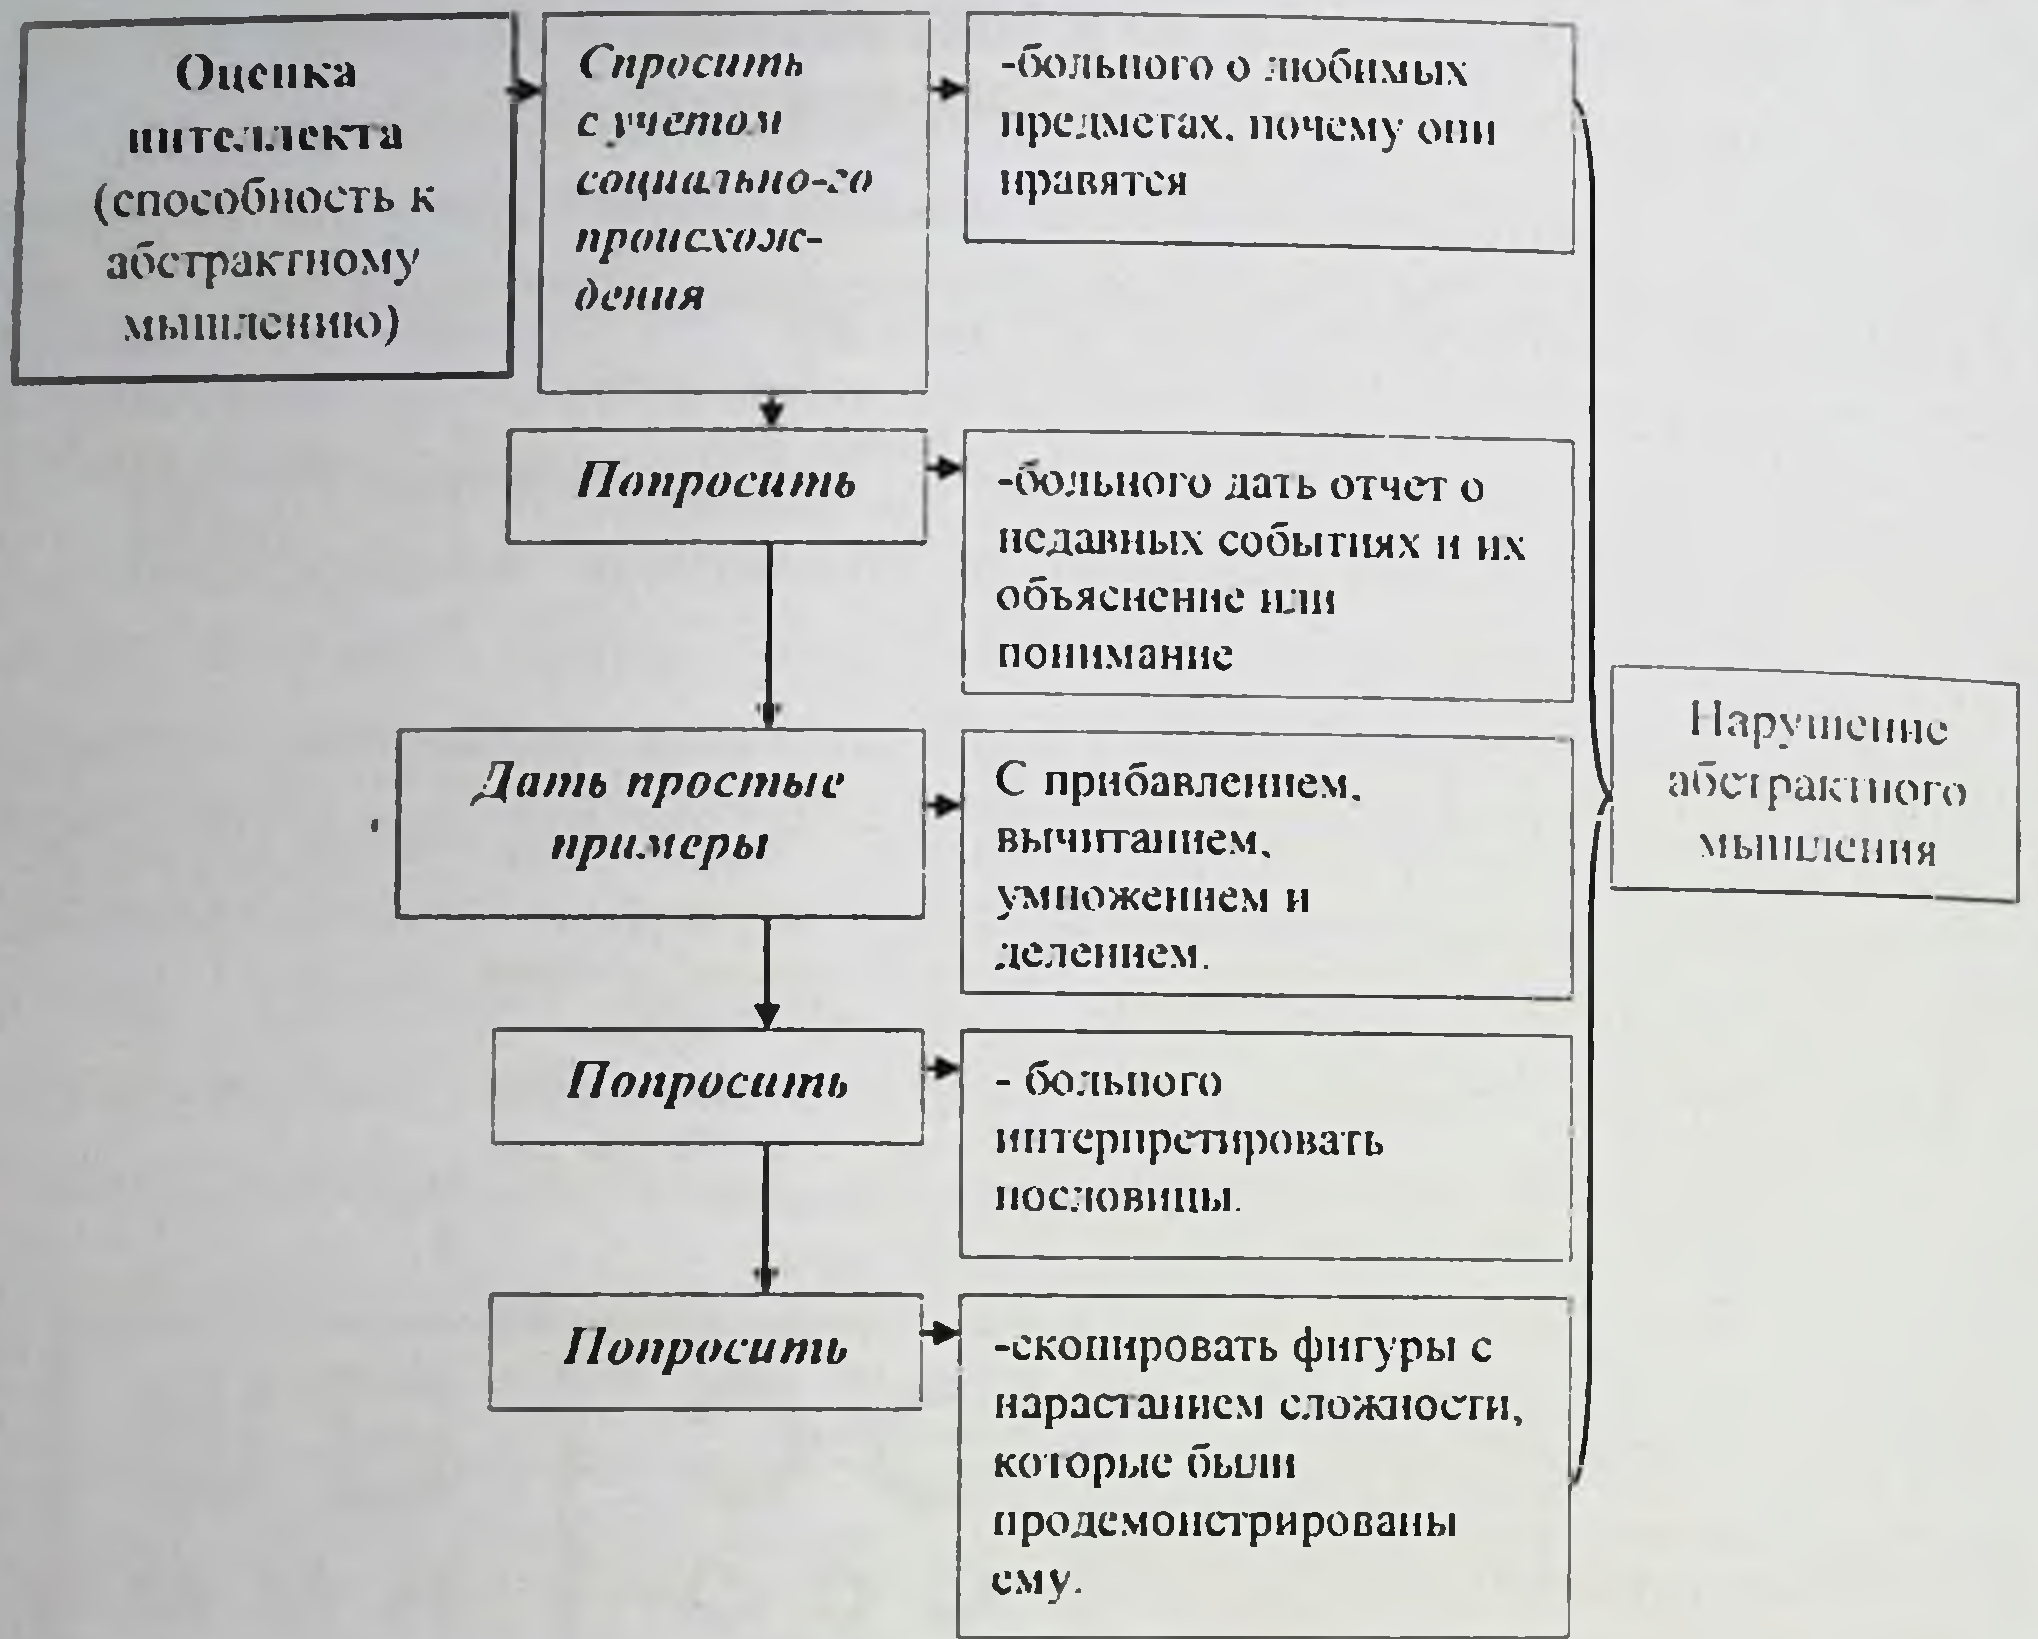 Оценка
интеллекта
(способность к
абстрактному
мышлению)
Спросить
с учетом
социально-го
происхож-
дения
-больного о любимых
предметах, почему они
нравятся
Попросить
-больного дать отчет о
недавных событиях и их
объяснение или
понимание
Дать простые
примеры
С прибавлением,
вычитанием,
умножением и
делением.
Попросить
- больного
интерпретировать
пословицы.
Попросить
-скопировать фигуры с
нарастанием сложности,
которые были
продемонстрированы
ему.
Нарушение
абстрактного
мышления